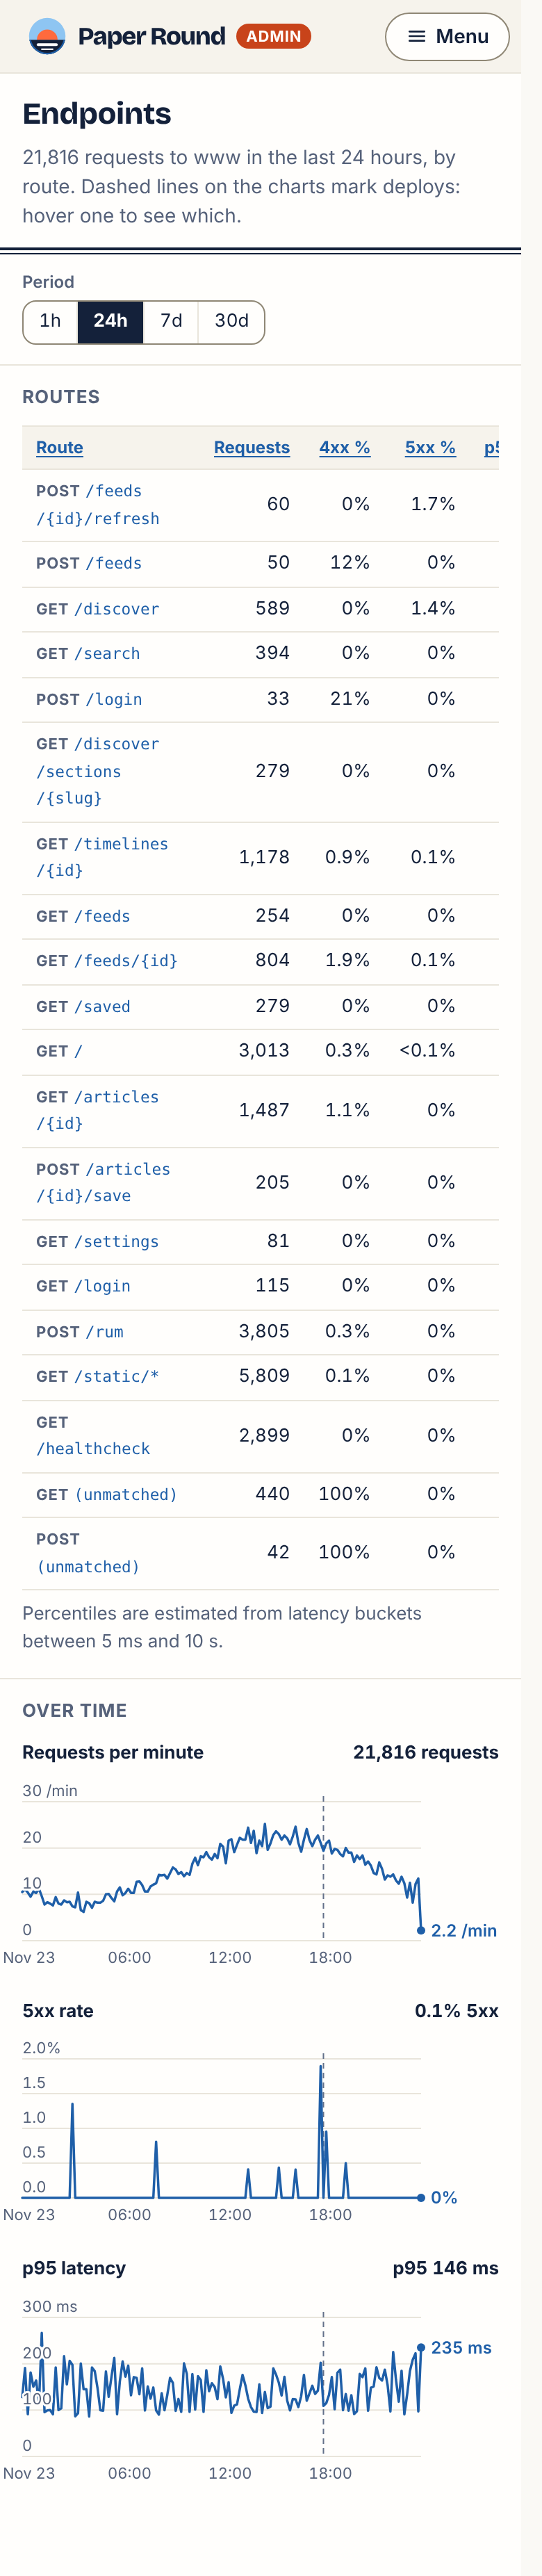 Paper Round ADMIN Menu
Endpoints
21,816 requests to www in the last 24 hours, by
route. Dashed lines on the charts mark deploys:
hover one to see which.
Period
1h 24h 7d 30d
ROUTES
Route Requests 4xx % 5xx %
POST /feeds
/{id}/refresh 60 0% 1.7%
POST /feeds 50 12% 0%
GET /discover 589 0% 1.4%
GET /search 394 0% 0%
POST /login 33 21% 0%
GET /discover
/sections 279 0% 0%
/{slug}
GET /timelines
/{id} 1,178 0.9% 0.1%
GET /feeds 254 0% 0%
GET /feeds/{id} 804 1.9% 0.1%
GET /saved 279 0% 0%
GET / 3,013 0.3% <0.1%
GET /articles
/{id} 1,487 1.1% 0%
POST /articles
/{id}/save 205 0% 0%
GET /settings 81 0% 0%
GET /login 115 0% 0%
POST /rum 3,805 0.3% 0%
GET /static/* 5,809 0.1% 0%
GET
/healthcheck 2,899 0% 0%
GET (unmatched) 440 100% 0%
POST
(unmatched) 42 100% 0%
Percentiles are estimated from latency buckets
between 5 ms and 10 s.
OVER TIME
Requests per minute 21,816 requests
30 /min
20
10
0
2.2 /min
Nov 23 06:00 12:00 18:00
5xx rate 0.1% 5xx
2.0%
1.5
1.0
0.5
0.0
0%
Nov 23 06:00 12:00 18:00
p95 latency p95 146 ms
300 ms
235 ms
200
100
0
Nov 23 06:00 12:00 18:00